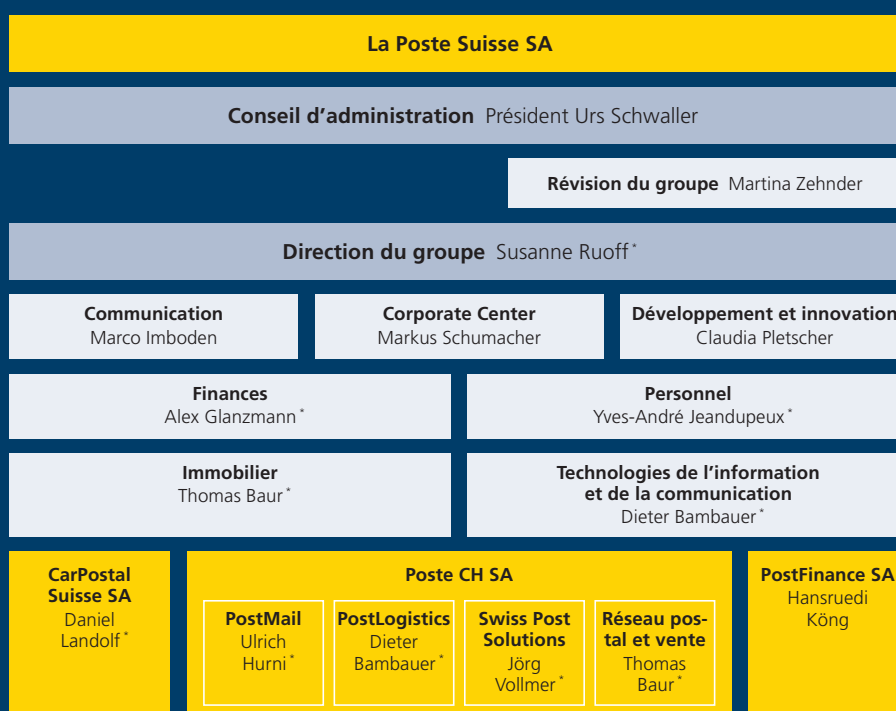 La Poste Suisse SA
Conseil d’administration Président Urs Schwaller
Révision du groupe Martina Zehnder
Direction du groupe Susanne Ruoff*
Communication
Marco Imboden
Corporate Center
Markus Schumacher
Développement et innovation
Claudia Pletscher
Finances
Alex Glanzmann*
Personnel
Yves-André Jeandupeux*
Immobilier
Thomas Baur*
Technologies de l’information
et de la communication
Dieter Bambauer*
CarPostal
Suisse SA
Daniel
Landolf*
Poste CH SA
PostMail
Ulrich
Hurni*
PostLogistics
Dieter
Bambauer*
Swiss Post
Solutions
Jörg
Vollmer*
Réseau pos-
tal et vente
Thomas
Baur*
PostFinance SA
Hansruedi
Köng